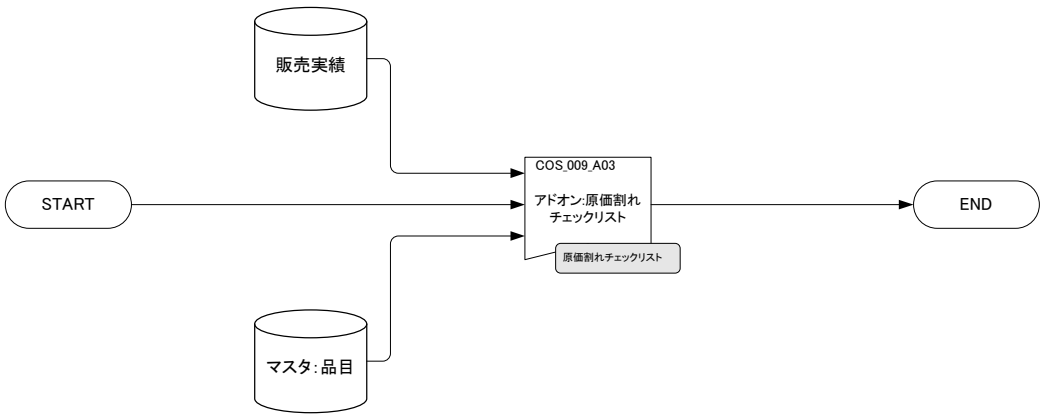 販売実績
START
COS_009_A03
アドオン:原価割れ
チェックリスト
原価割れチェックリスト
END
マスタ:品目